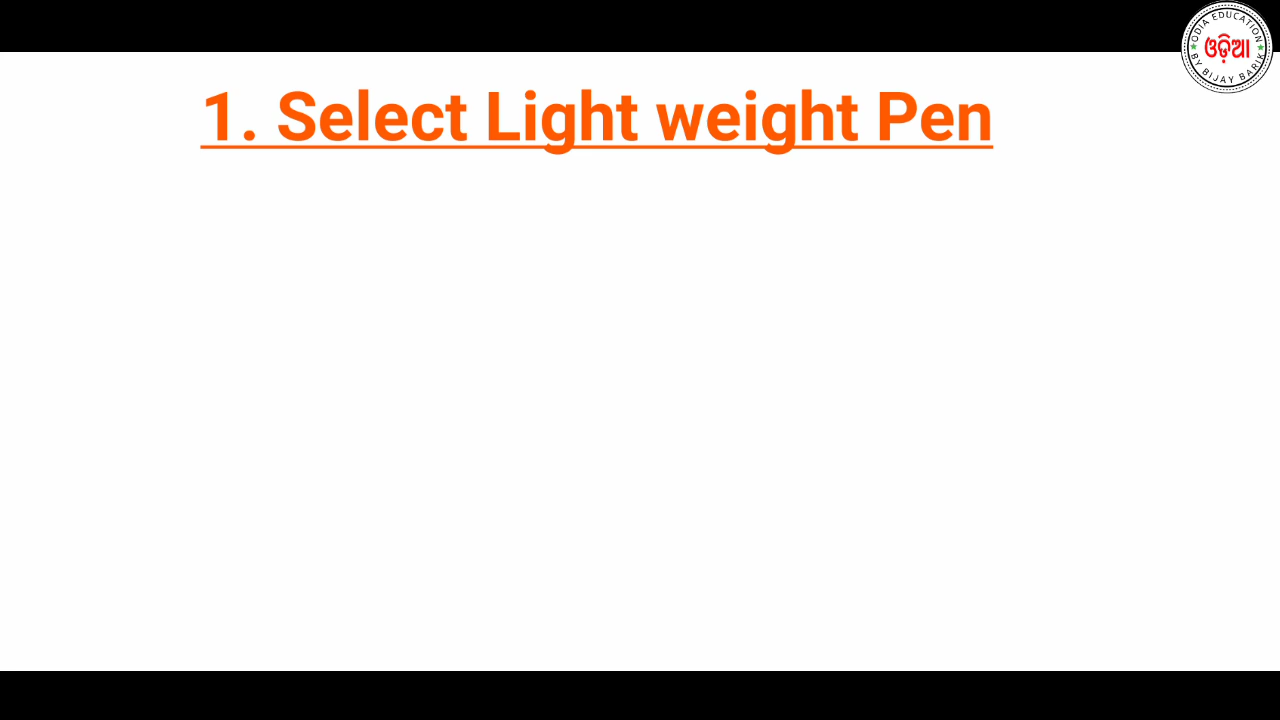 1. Select Light weight Pen
ODIA EDUCATION
ଓଡ଼ିଆ
BY BIJAY BARIK